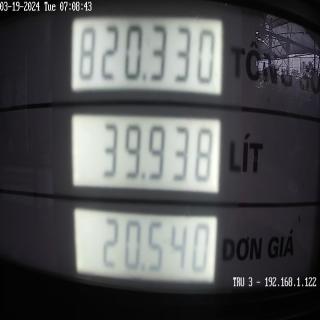 03-19-2024 Tue 07:08:43
820.330 TỔNG
39.938 LÍT
20.540 ĐƠN GIÁ
TRU 3 - 192.168.1.122